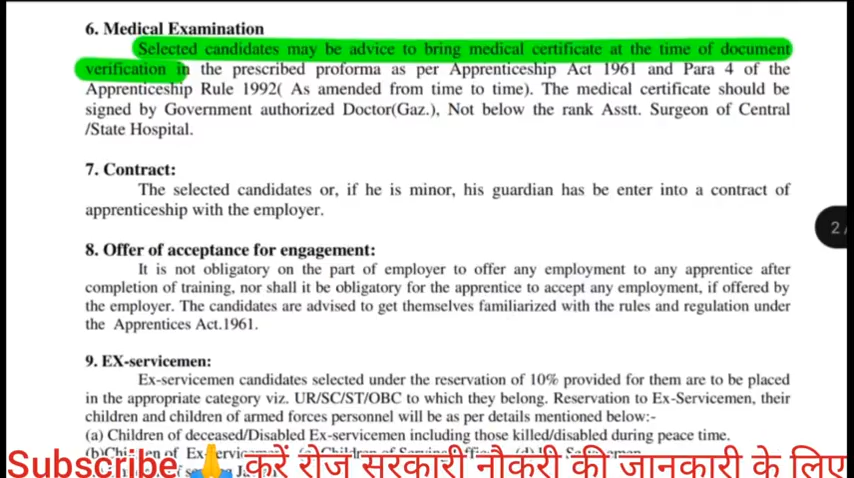 6. Medical Examination
Selected candidates may be advice to bring medical certificate at the time of document
verification in the prescribed proforma as per Apprenticeship Act 1961 and Para 4 of the
Apprenticeship Rule 1992( As amended from time to time). The medical certificate should be
signed by Government authorized Doctor(Gaz.), Not below the rank Asstt. Surgeon of Central
/State Hospital.
7. Contract:
The selected candidates or, if he is minor, his guardian has be enter into a contract of
apprenticeship with the employer.
2/
8. Offer of acceptance for engagement:
It is not obligatory on the part of employer to offer any employment to any apprentice after
completion of training, nor shall it be obligatory for the apprentice to accept any employment, if offered by
the employer. The candidates are advised to get themselves familiarized with the rules and regulation under
the Apprentices Act.1961.
9. EX-servicemen:
Ex-servicemen candidates selected under the reservation of 10% provided for them are to be placed
in the appropriate category viz. UR/SC/ST/OBC to which they belong. Reservation to Ex-Servicemen, their
children and children of armed forces personnel will be as per details mentioned below:-
(a) Children of deceased/Disabled Ex-servicemen including those killed/disabled during peace time.
Subscribe 🙏 करें रोज सरकारी नौकरी की जानकारी के लिए